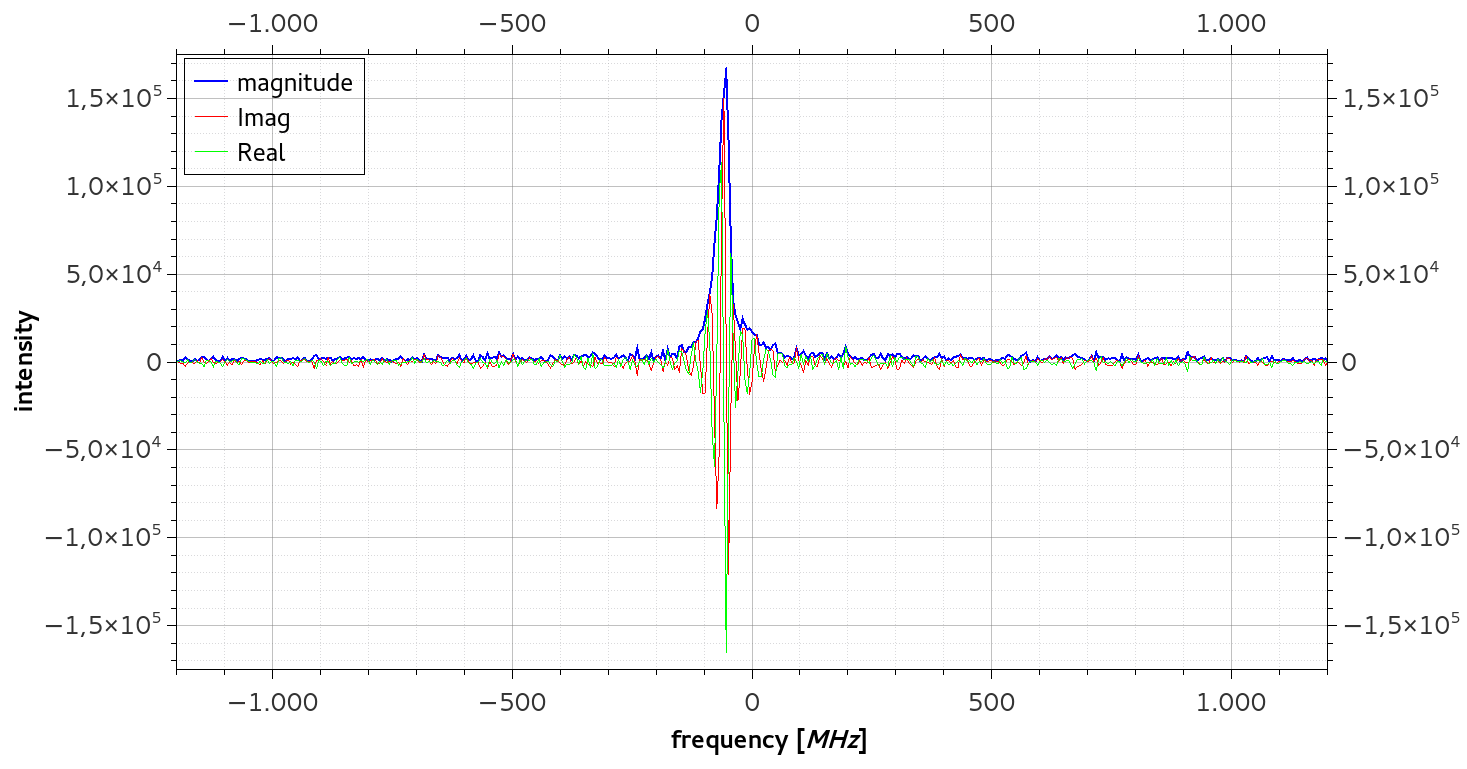 −1.000 −500 0 500 1.000
magnitude
Imag
Real
1,5×10⁵ 1,5×10⁵
1,0×10⁵ 1,0×10⁵
5,0×10⁴ 5,0×10⁴
0 0
−5,0×10⁴ −5,0×10⁴
−1,0×10⁵ −1,0×10⁵
−1,5×10⁵ −1,5×10⁵
intensity
−1.000 −500 0 500 1.000
frequency [MHz]